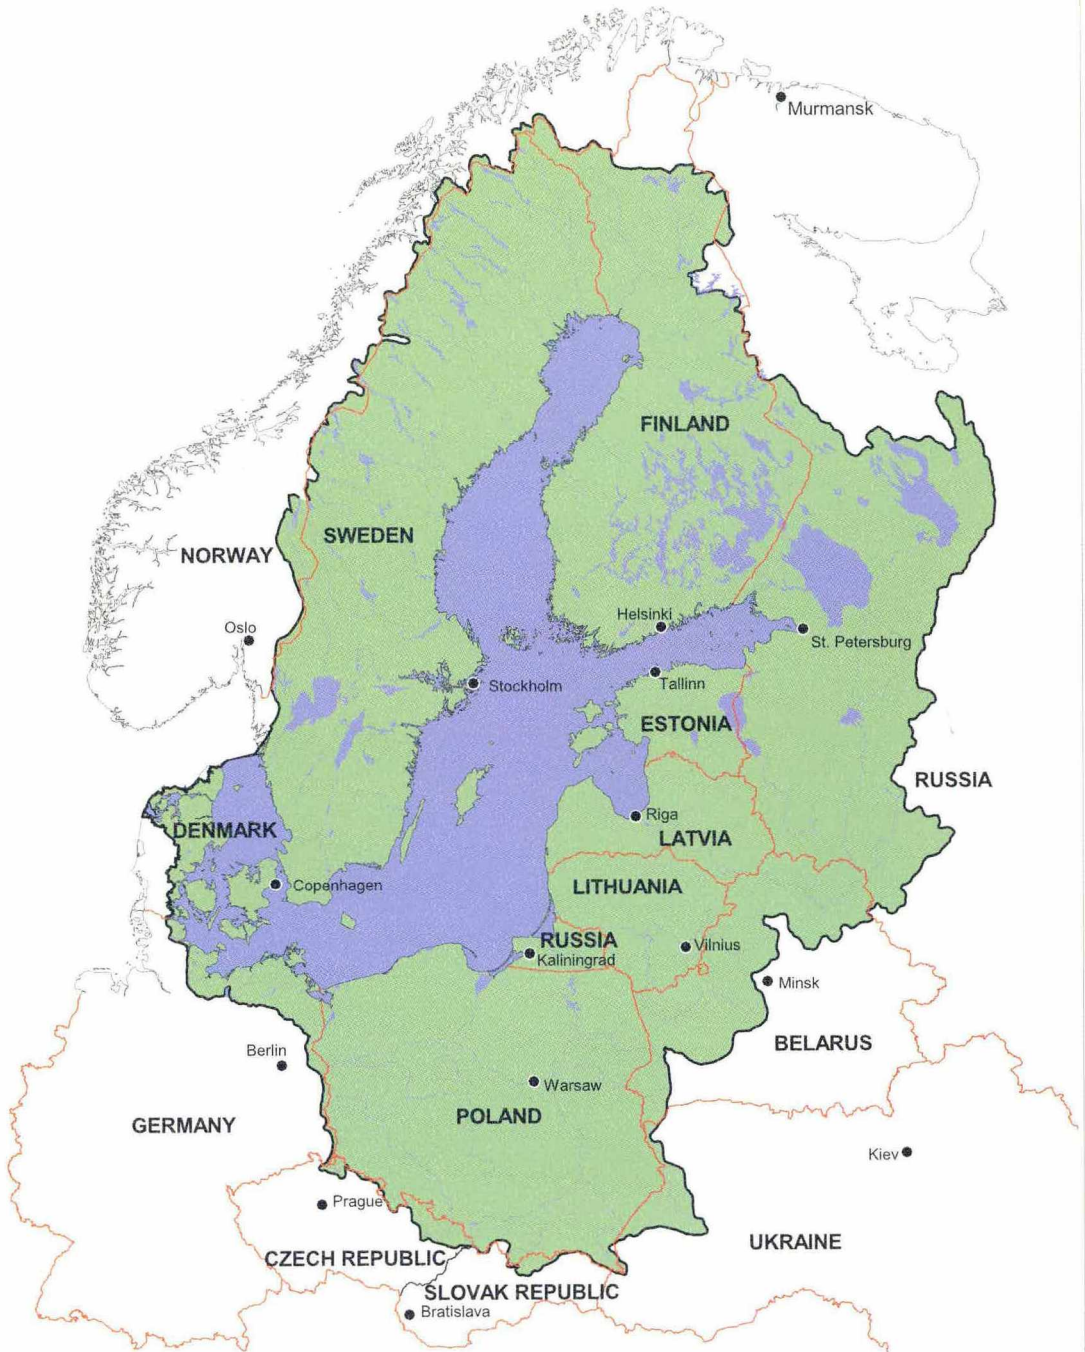 Murmansk
FINLAND
SWEDEN
NORWAY
Helsinki
Oslo
St. Petersburg
Stockholm
Tallinn
ESTONIA
RUSSIA
Riga
DENMARK
LATVIA
Copenhagen
LITHUANIA
RUSSIA
Vilnius
Kaliningrad
Minsk
BELARUS
Berlin
Warsaw
POLAND
GERMANY
Kiev
Prague
UKRAINE
CZECH REPUBLIC
SLOVAK REPUBLIC
Bratislava